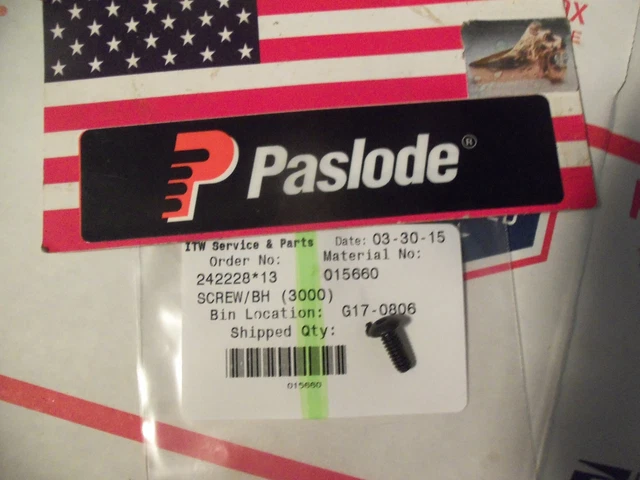 Paslode®
ITW Service & Parts Date: 03-30-15
Order No: Material No:
242228*13 015660
SCREW/BH (3000)
Bin Location: G17-0806
Shipped Qty:
015660